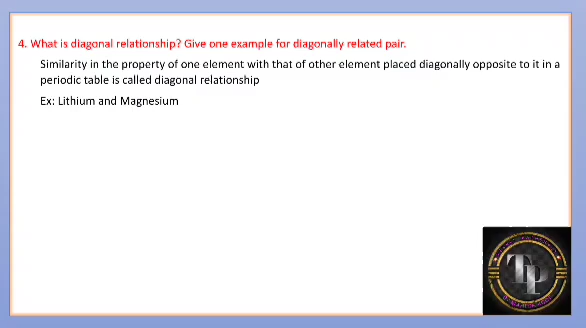 4. What is diagonal relationship? Give one example for diagonally related pair.
Similarity in the property of one element with that of other element placed diagonally opposite to it in a
periodic table is called diagonal relationship
Ex: Lithium and Magnesium
TP